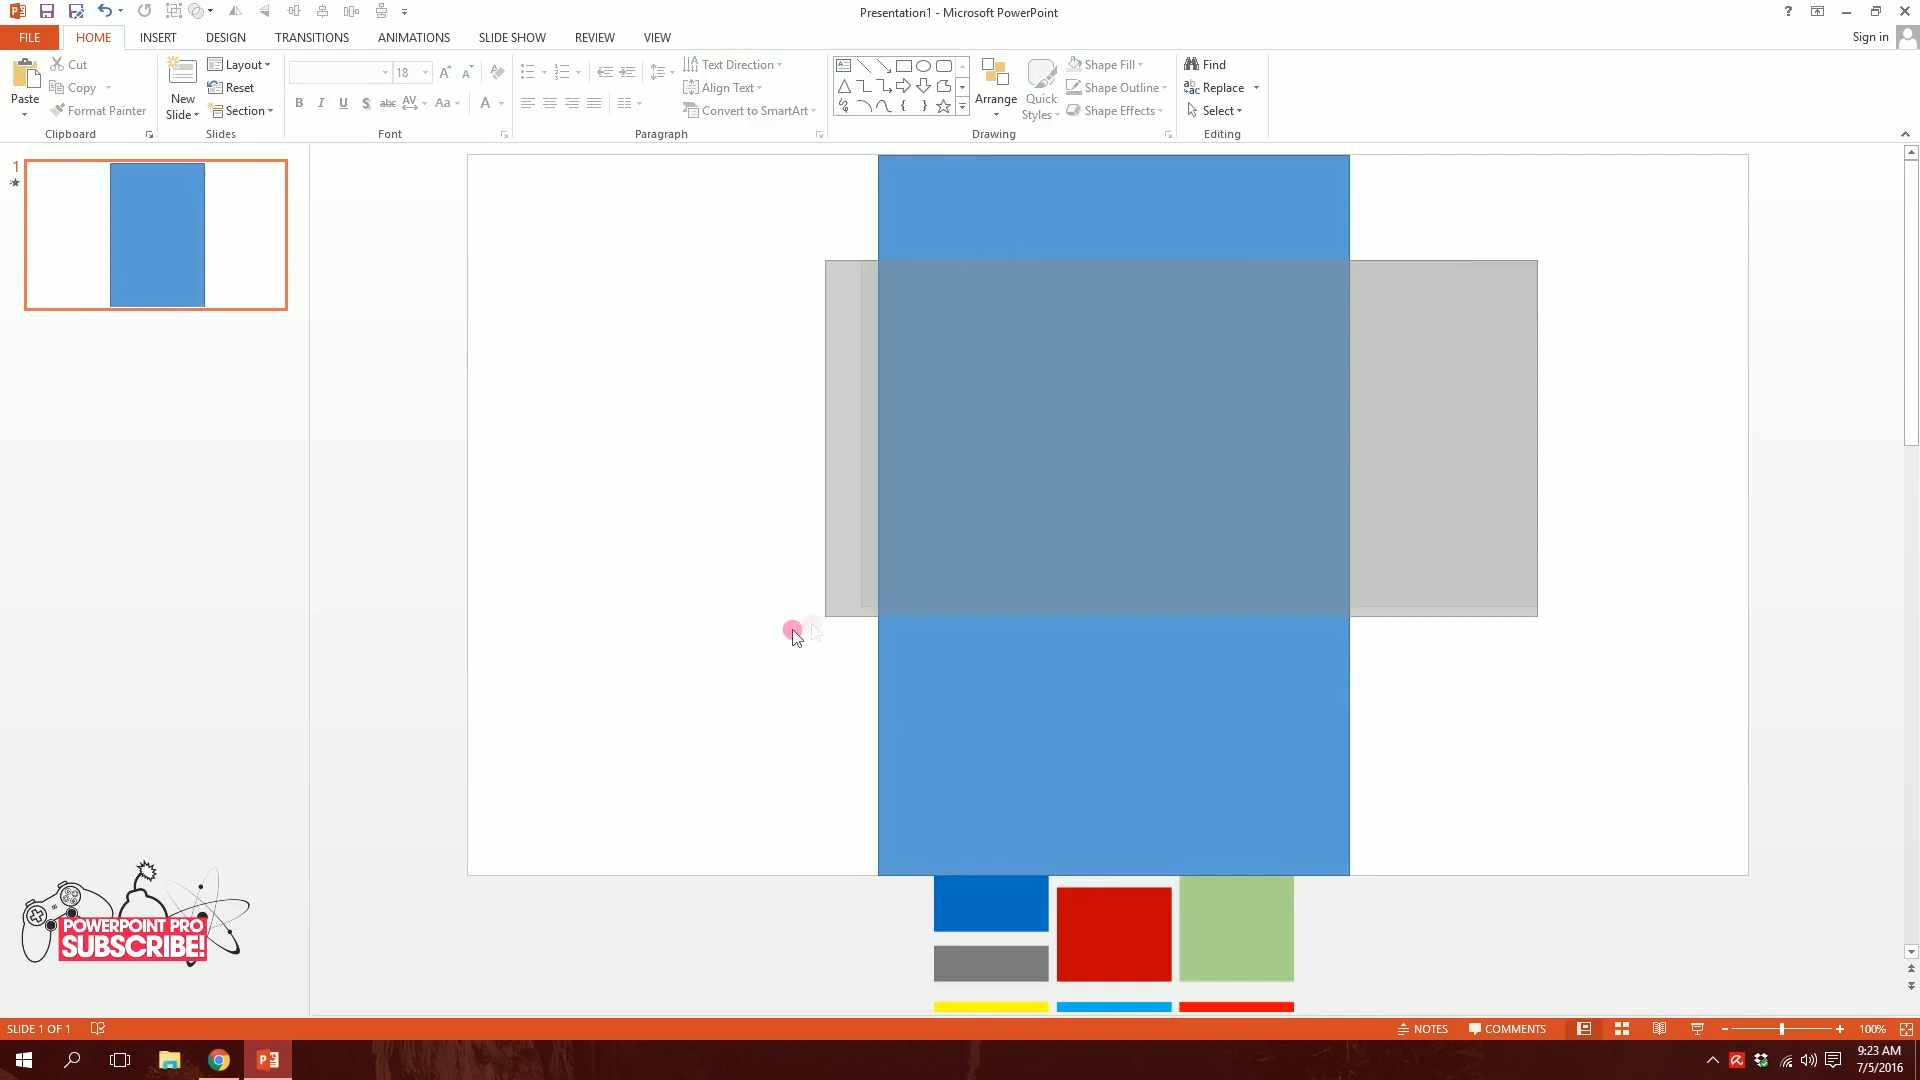 Presentation1 - Microsoft PowerPoint
FILE HOME INSERT DESIGN TRANSITIONS ANIMATIONS SLIDE SHOW REVIEW VIEW Sign in
Paste
Cut
Copy
Format Painter
Clipboard
New
Slide
Layout
Reset
Section
Slides
18
B I U S abc AV Aa A
Font
Text Direction
Align Text
Convert to SmartArt
Paragraph
Arrange
Quick
Styles
Shape Fill
Shape Outline
Shape Effects
Drawing
Find
Replace
Select
Editing
1
POWERPOINT PRO
SUBSCRIBE!
SLIDE 1 OF 1 NOTES COMMENTS 100%
9:23 AM
7/5/2016